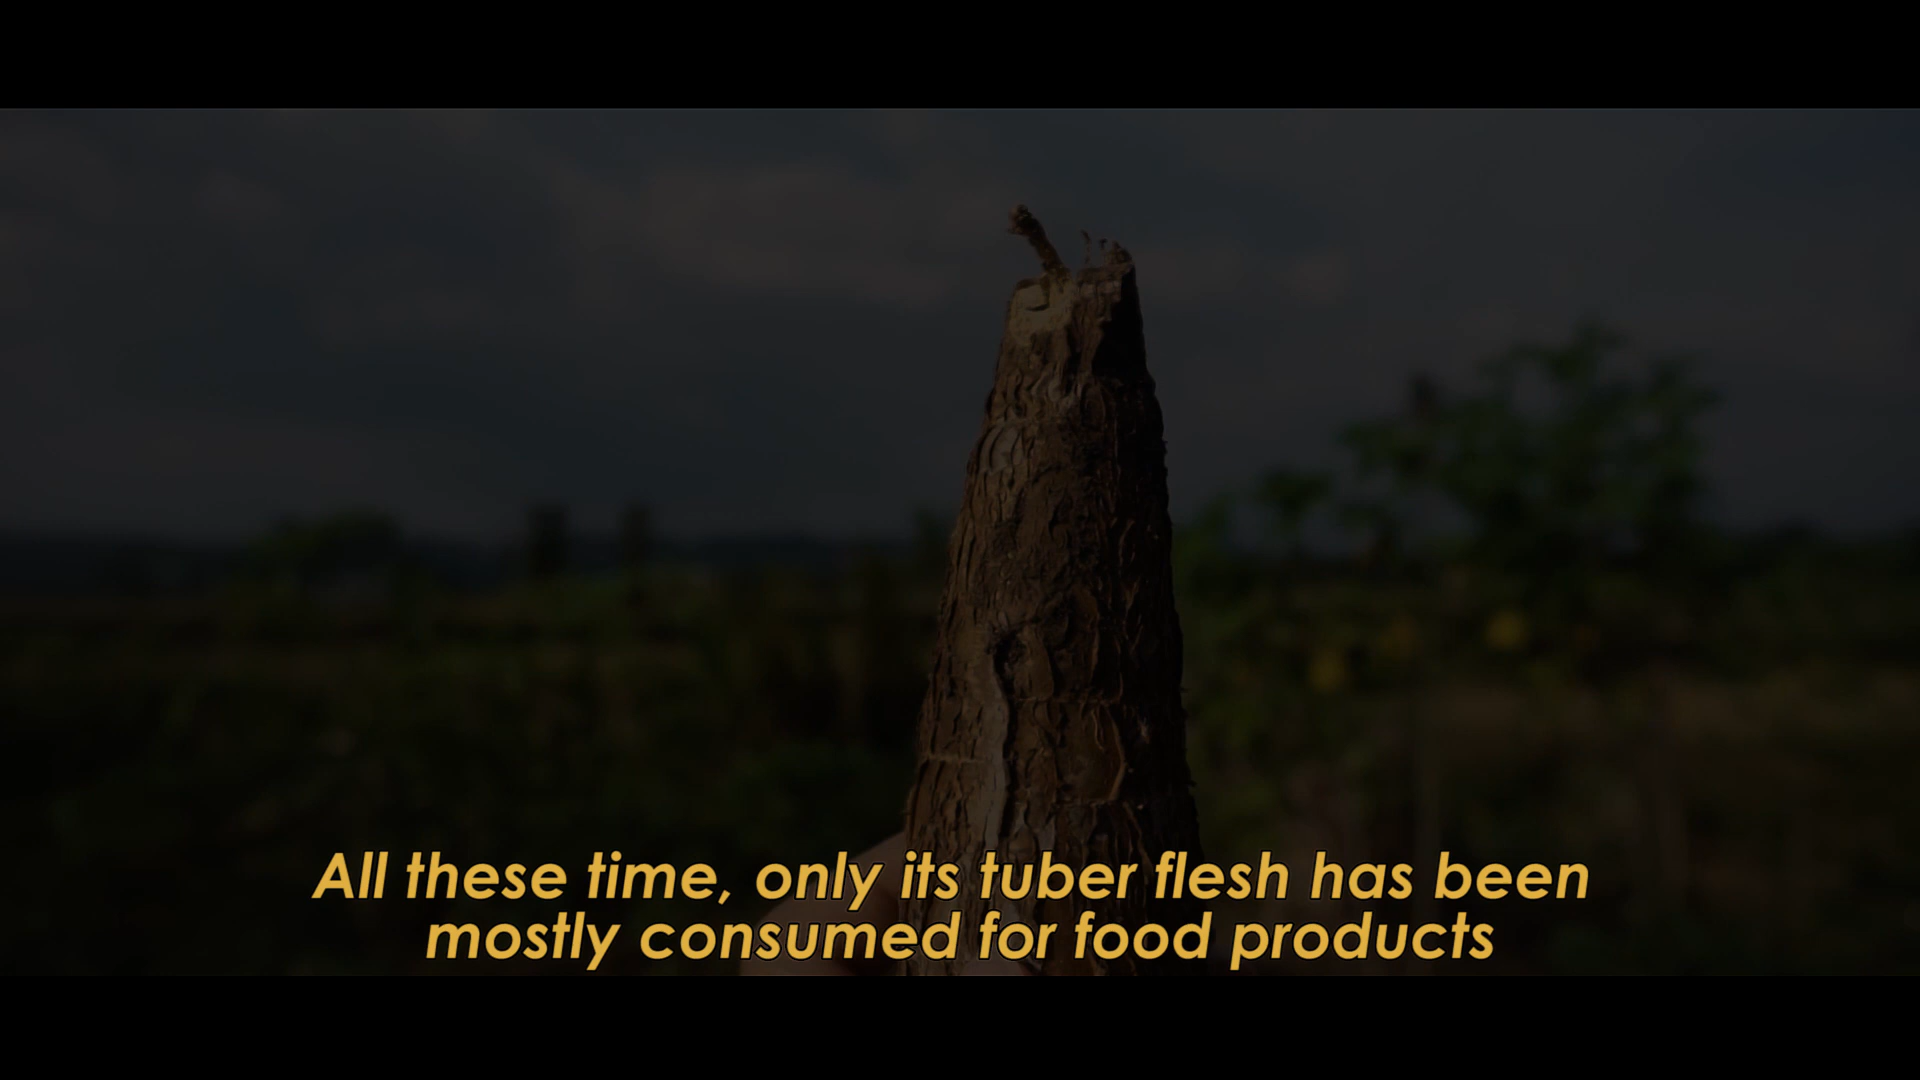 All these time, only its tuber flesh has been
mostly consumed for food products